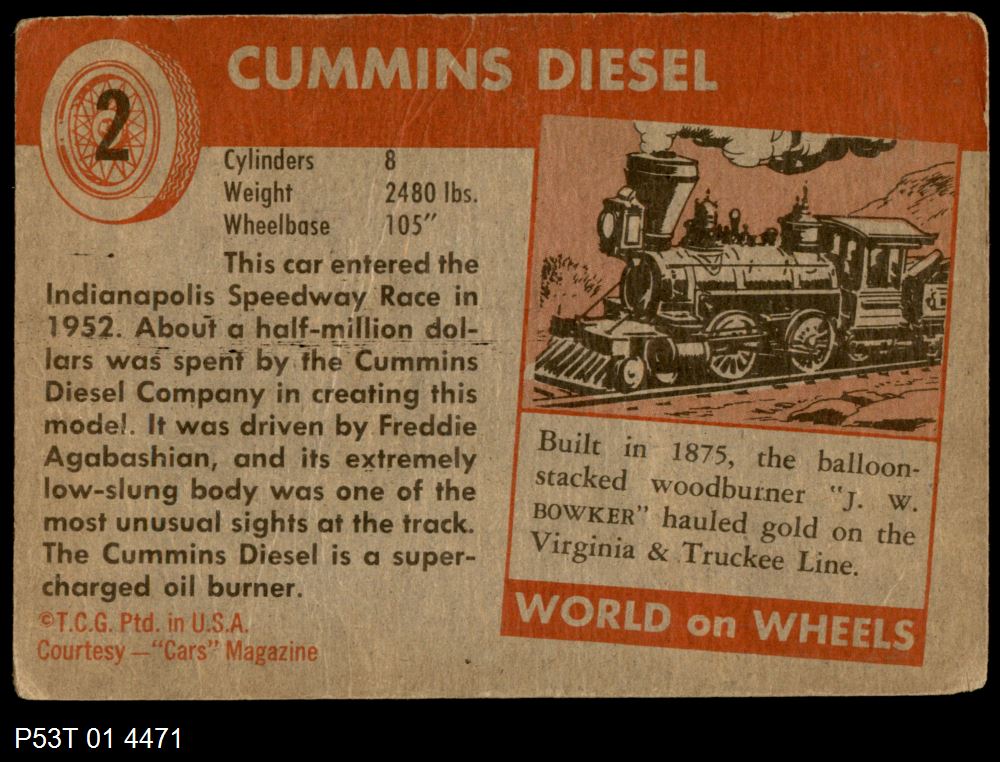 2
CUMMINS DIESEL
Cylinders 8
Weight 2480 lbs.
Wheelbase 105"
This car entered the
Indianapolis Speedway Race in
1952. About a half-million dol-
lars was spent by the Cummins
Diesel Company in creating this
model. It was driven by Freddie
Agabashian, and its extremely
low-slung body was one of the
most unusual sights at the track.
The Cummins Diesel is a super-
charged oil burner.
©T.C.G. Ptd. in U.S.A.
Courtesy—"Cars" Magazine
Built in 1875, the balloon-
stacked woodburner "J. W.
BOWKER" hauled gold on the
Virginia & Truckee Line.
WORLD on WHEELS
P53T 01 4471